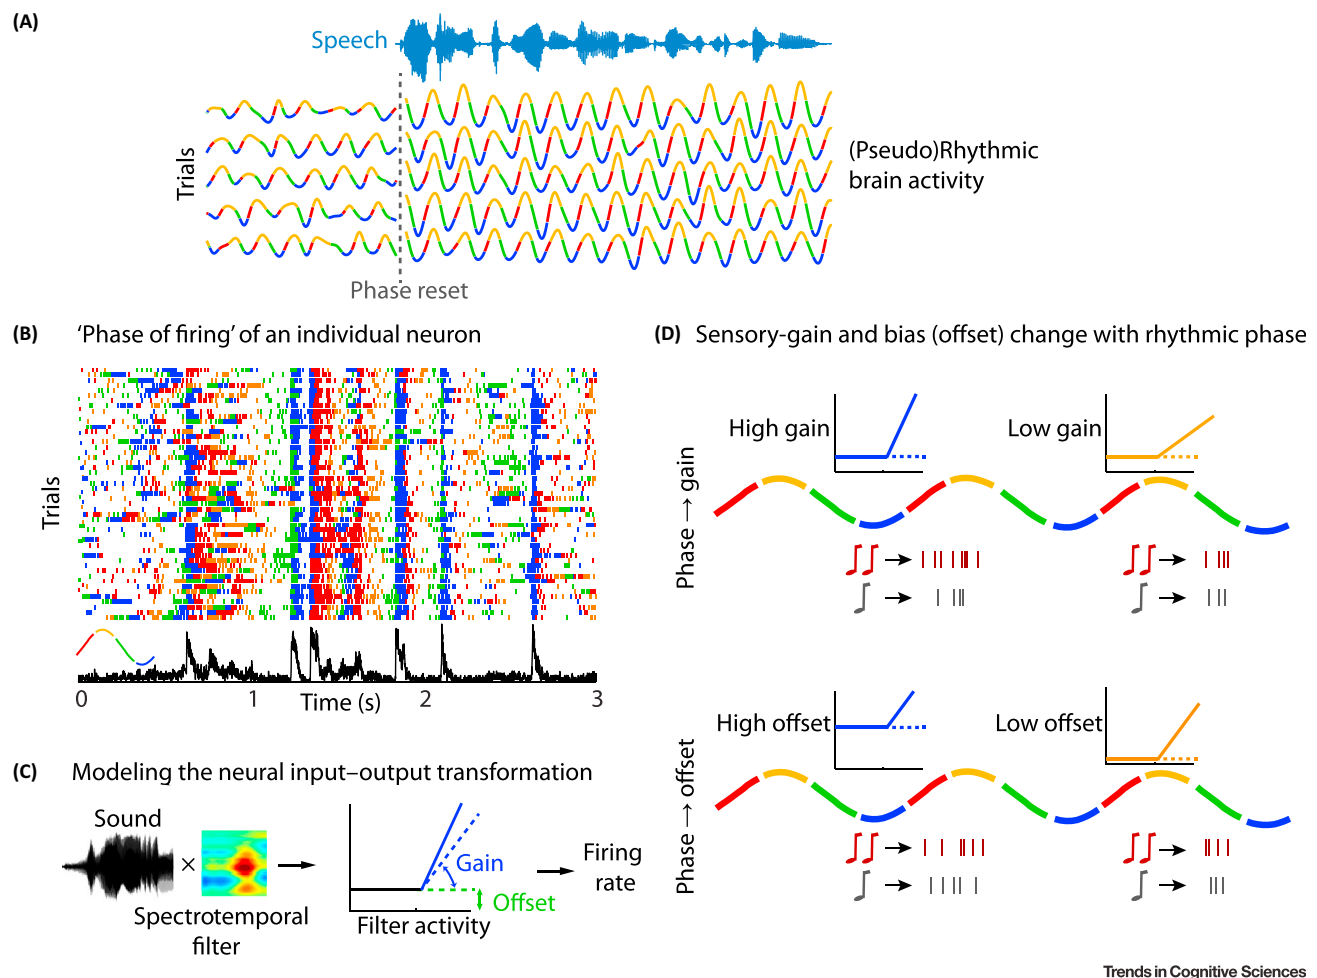 (A)
Speech
Trials
(Pseudo)Rhythmic
brain activity
Phase reset
(B) ‘Phase of firing’ of an individual neuron
Trials
0 1 2 3
Time (s)
(C) Modeling the neural input–output transformation
Sound
×
Spectrotemporal
filter
Gain
Offset
Filter activity
Firing
rate
(D) Sensory-gain and bias (offset) change with rhythmic phase
Phase → gain
High gain
Low gain
Phase → offset
High offset
Low offset
Trends in Cognitive Sciences